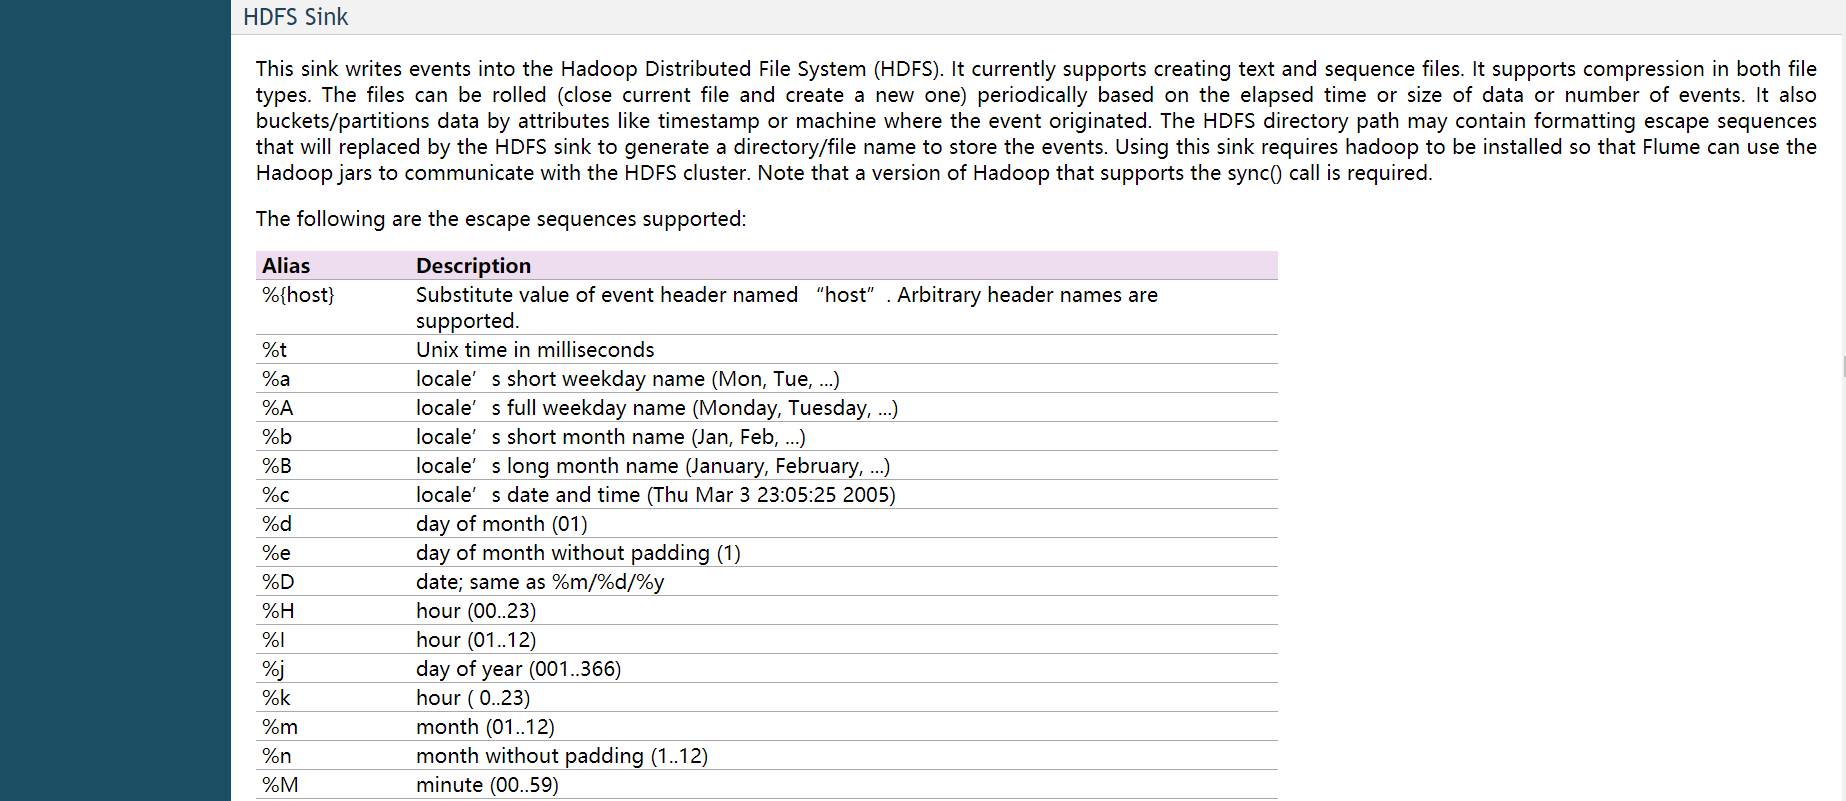 HDFS Sink
This sink writes events into the Hadoop Distributed File System (HDFS). It currently supports creating text and sequence files. It supports compression in both file
types. The files can be rolled (close current file and create a new one) periodically based on the elapsed time or size of data or number of events. It also
buckets/partitions data by attributes like timestamp or machine where the event originated. The HDFS directory path may contain formatting escape sequences
that will replaced by the HDFS sink to generate a directory/file name to store the events. Using this sink requires hadoop to be installed so that Flume can use the
Hadoop jars to communicate with the HDFS cluster. Note that a version of Hadoop that supports the sync() call is required.
The following are the escape sequences supported:
Alias Description
%{host} Substitute value of event header named “host”. Arbitrary header names are
supported.
%t Unix time in milliseconds
%a locale’s short weekday name (Mon, Tue, ...)
%A locale’s full weekday name (Monday, Tuesday, ...)
%b locale’s short month name (Jan, Feb, ...)
%B locale’s long month name (January, February, ...)
%c locale’s date and time (Thu Mar 3 23:05:25 2005)
%d day of month (01)
%e day of month without padding (1)
%D date; same as %m/%d/%y
%H hour (00..23)
%I hour (01..12)
%j day of year (001..366)
%k hour ( 0..23)
%m month (01..12)
%n month without padding (1..12)
%M minute (00..59)